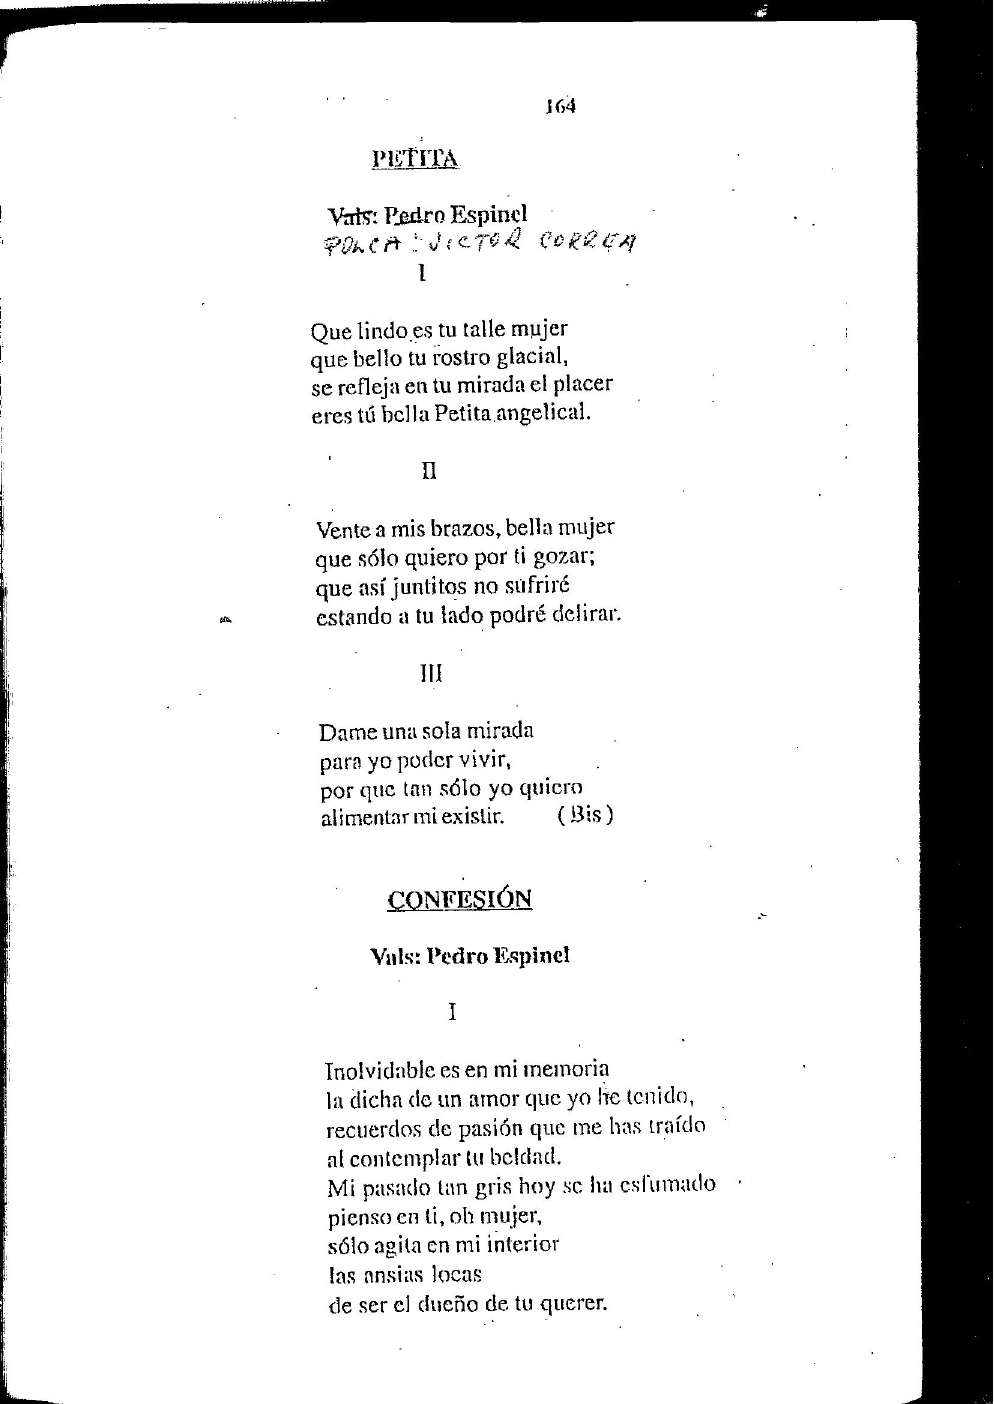 164
PETITA
Vals: Pedro Espinel
POLCA: VICTOR CORREA
I
Que lindo es tu talle mujer
que bello tu rostro glacial,
se refleja en tu mirada el placer
eres tú bella Petita angelical.
II
Vente a mis brazos, bella mujer
que sólo quiero por ti gozar;
que así juntitos no sufriré
estando a tu lado podré delirar.
III
Dame una sola mirada
para yo poder vivir,
por que tan sólo yo quiero
alimentar mi existir. (Bis)
CONFESIÓN
Vals: Pedro Espinel
I
Inolvidable es en mi memoria
la dicha de un amor que yo he tenido,
recuerdos de pasión que me has traído
al contemplar tu beldad.
Mi pasado tan gris hoy se ha esfumado
pienso en ti, oh mujer,
sólo agita en mi interior
las ansias locas
de ser el dueño de tu querer.